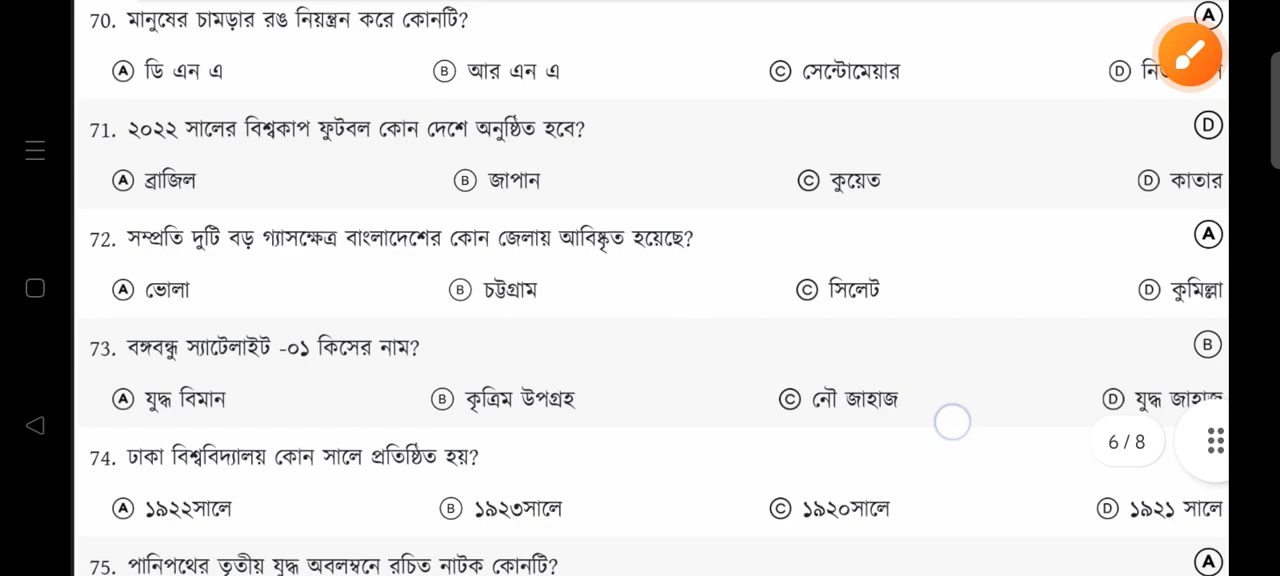 70. মানুষের চামড়ার রঙ নিয়ন্ত্রন করে কোনটি? A
A ডি এন এ B আর এন এ C সেন্টোমেয়ার D
71. ২০২২ সালের বিশ্বকাপ ফুটবল কোন দেশে অনুষ্ঠিত হবে? D
A ব্রাজিল B জাপান C কুয়েত D কাতার
72. সম্প্রতি দুটি বড় গ্যাসক্ষেত্র বাংলাদেশের কোন জেলায় আবিষ্কৃত হয়েছে? A
A ভোলা B চট্টগ্রাম C সিলেট D কুমিল্লা
73. বঙ্গবন্ধু স্যাটেলাইট -০১ কিসের নাম? B
A যুদ্ধ বিমান B কৃত্রিম উপগ্রহ C নৌ জাহাজ D যুদ্ধ জাহাজ
6 / 8
74. ঢাকা বিশ্ববিদ্যালয় কোন সালে প্রতিষ্ঠিত হয়?
A ১৯২২সালে B ১৯২৩সালে C ১৯২০সালে D ১৯২১ সালে
75. পানিপথের তৃতীয় যুদ্ধ অবলম্বনে রচিত নাটক কোনটি? A